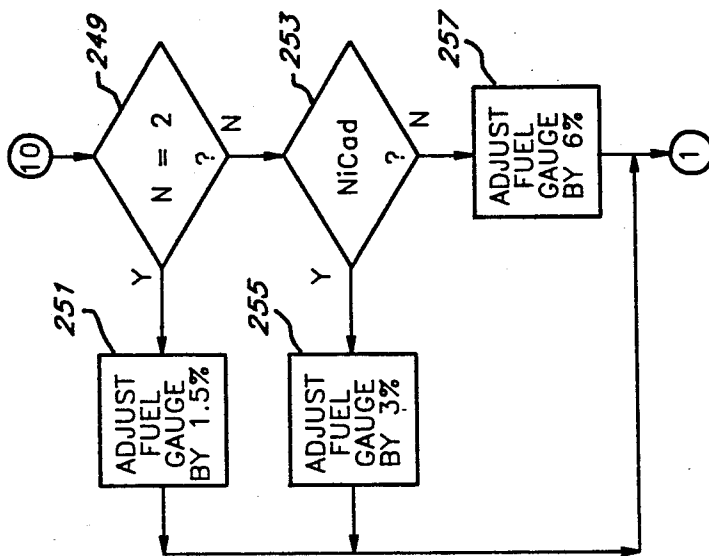 10
249
N = 2
?
Y
N
251
ADJUST
FUEL
GAUGE
BY 1.5%
253
NiCad
?
Y
N
255
ADJUST
FUEL
GAUGE
BY 3%
257
ADJUST
FUEL
GAUGE
BY 6%
1